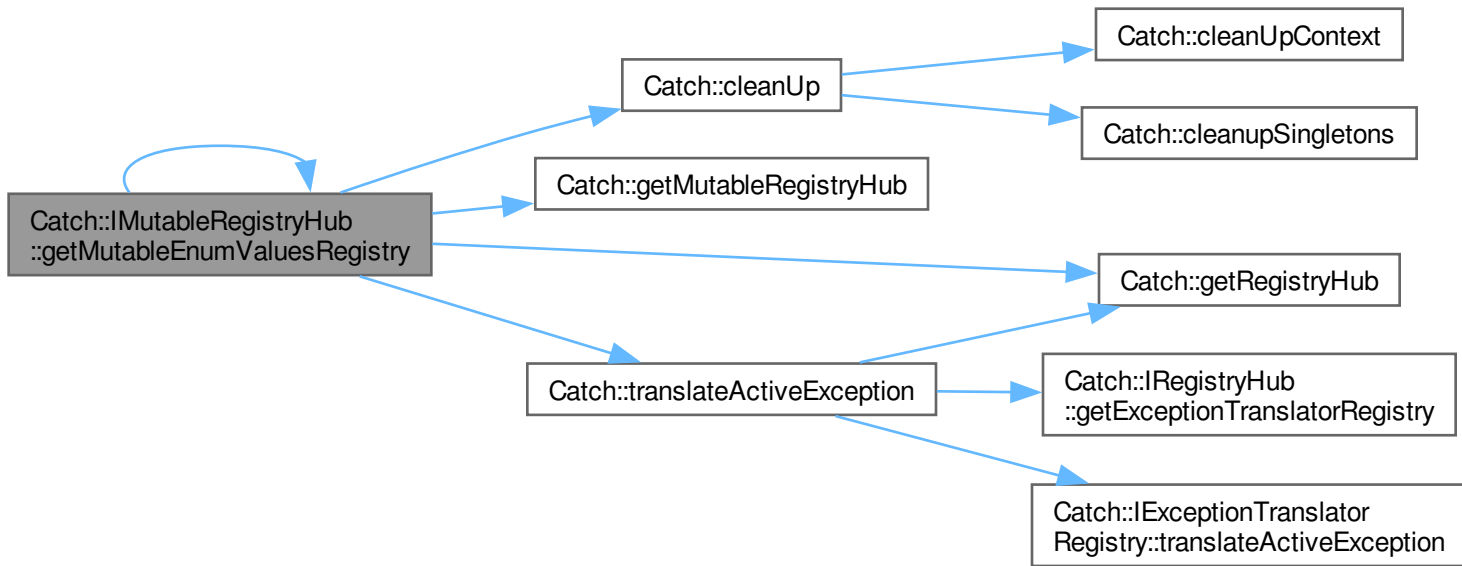 Catch::IMutableRegistryHub
::getMutableEnumValuesRegistry
Catch::cleanUp
Catch::cleanUpContext
Catch::cleanupSingletons
Catch::getMutableRegistryHub
Catch::getRegistryHub
Catch::translateActiveException
Catch::IRegistryHub
::getExceptionTranslatorRegistry
Catch::IExceptionTranslator
Registry::translateActiveException